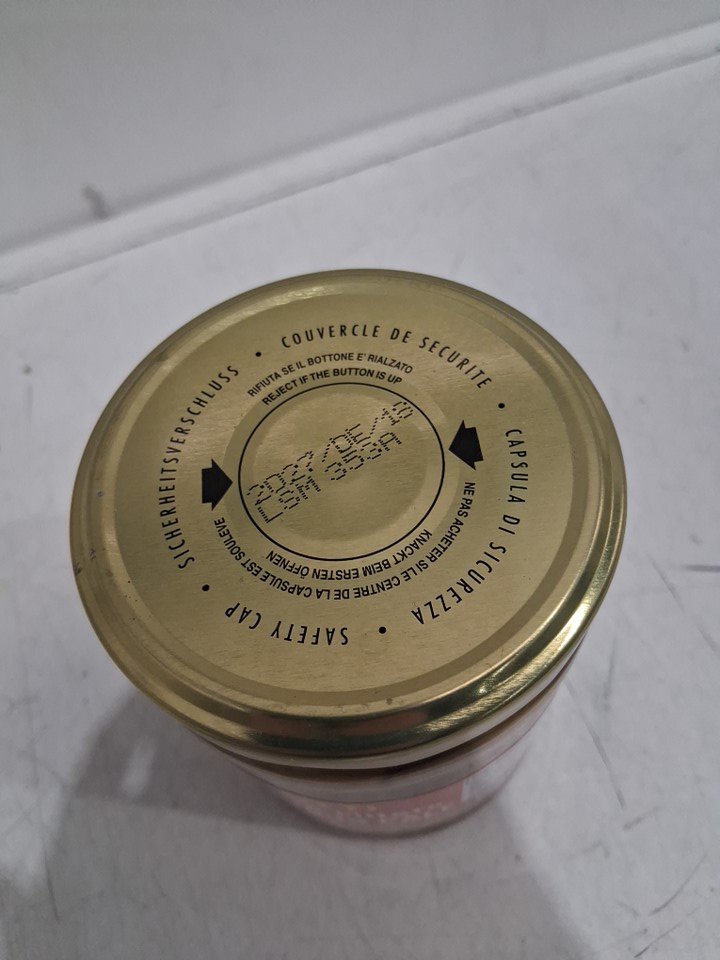 COUVERCLE DE SECURITE • CAPSULA DI SICUREZZA • SAFETY CAP • SICHERHEITSVERSCHLUSS •
RIFIUTA SE IL BOTTONE E' RIALZATO
REJECT IF THE BUTTON IS UP
NE PAS ACHETER SI LE CENTRE DE LA CAPSULE EST SOULEVE
KNACKT BEIM ERSTEN ÖFFNEN